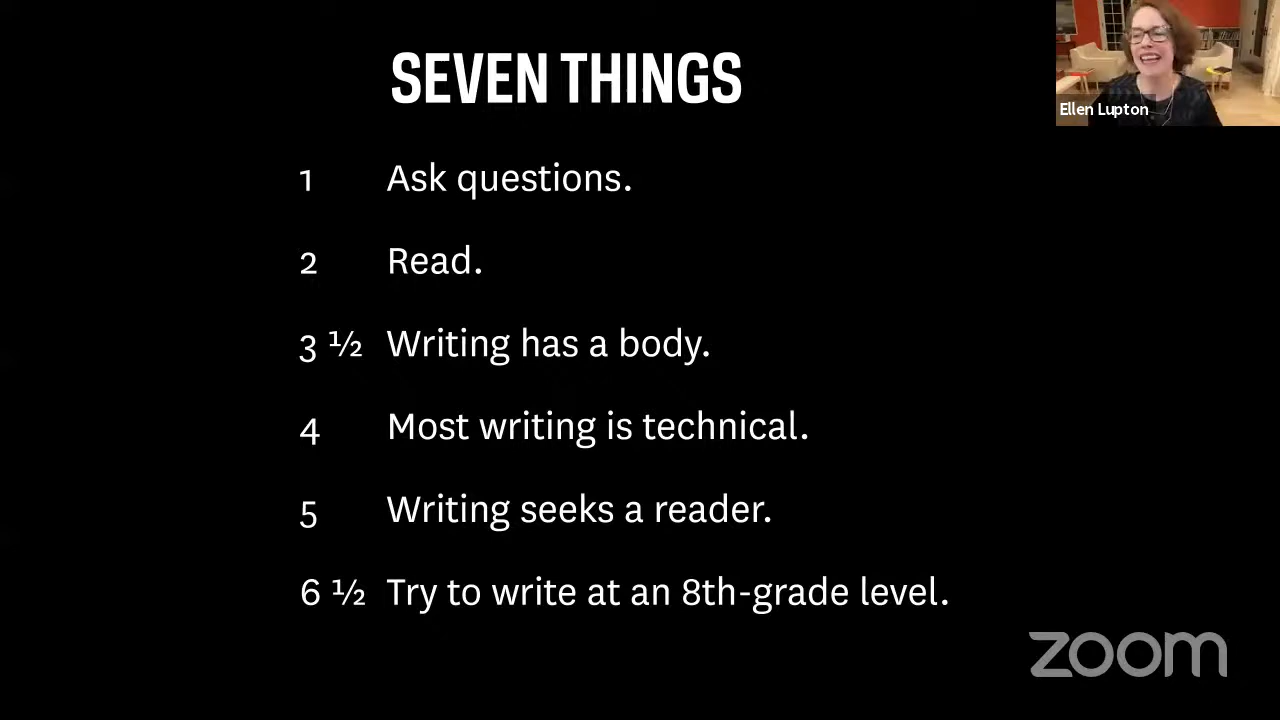 SEVEN THINGS
Ellen Lupton
1 Ask questions.
2 Read.
3 ½ Writing has a body.
4 Most writing is technical.
5 Writing seeks a reader.
6 ½ Try to write at an 8th-grade level.
zoom